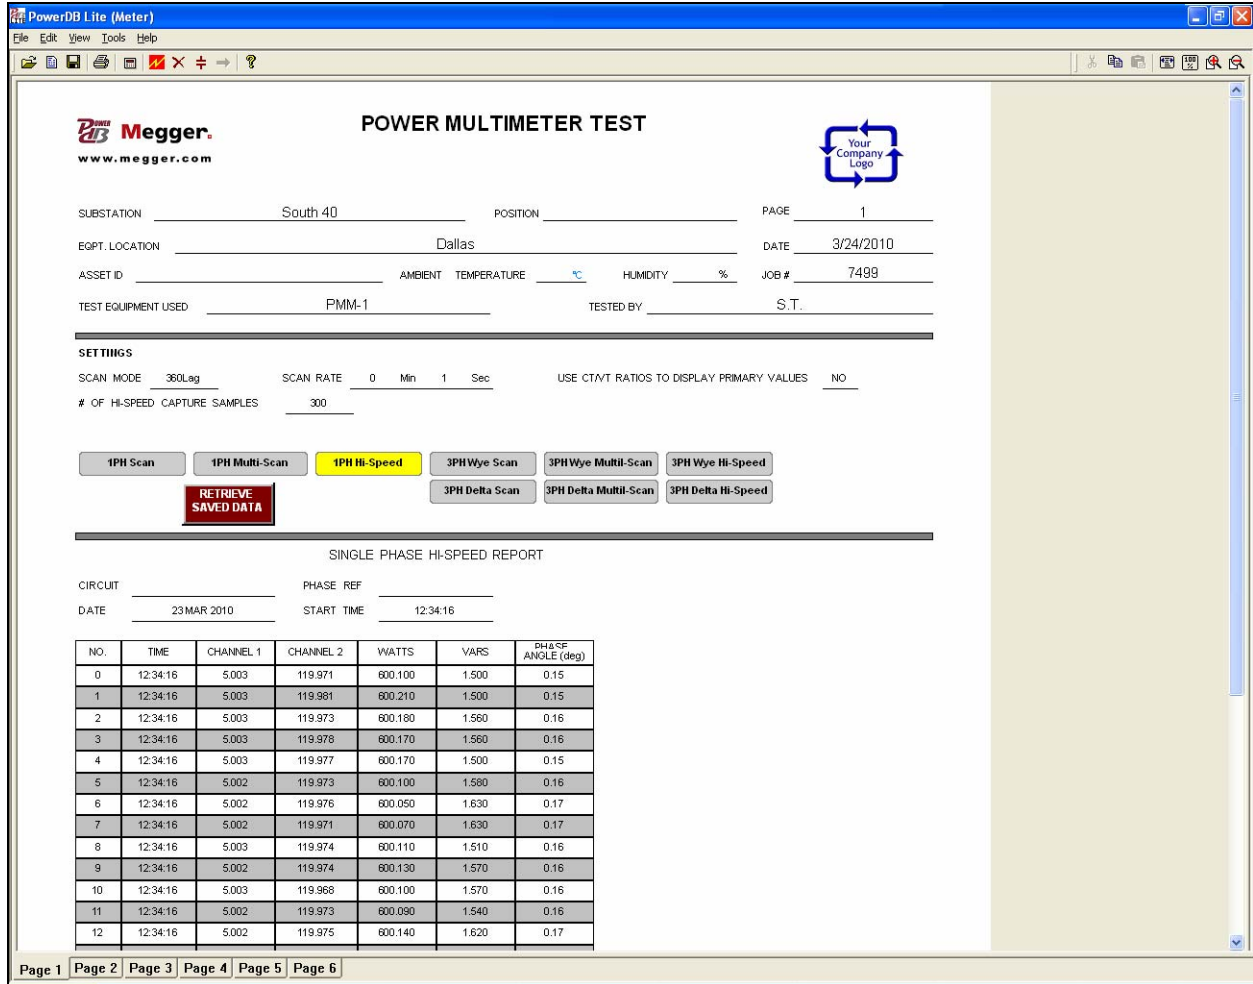 PowerDB Lite (Meter)
File Edit View Tools Help
POWER DB Megger. POWER MULTIMETER TEST
www.megger.com
Your Company Logo
SUBSTATION South 40 POSITION PAGE 1
EQPT. LOCATION Dallas DATE 3/24/2010
ASSET ID AMBIENT TEMPERATURE °C HUMIDITY % JOB # 7499
TEST EQUIPMENT USED PMM-1 TESTED BY S.T.
SETTINGS
SCAN MODE 360Lag SCAN RATE 0 Min 1 Sec USE CT/VT RATIOS TO DISPLAY PRIMARY VALUES NO
# OF HI-SPEED CAPTURE SAMPLES 300
1PH Scan 1PH Multi-Scan 1PH Hi-Speed 3PH Wye Scan 3PH Wye Multil-Scan 3PH Wye Hi-Speed
RETRIEVE SAVED DATA 3PH Delta Scan 3PH Delta Multil-Scan 3PH Delta Hi-Speed
SINGLE PHASE HI-SPEED REPORT
CIRCUIT PHASE REF
DATE 23 MAR 2010 START TIME 12:34:16
NO. TIME CHANNEL 1 CHANNEL 2 WATTS VARS PHASE ANGLE (deg)
0 12:34:16 5.003 119.971 600.100 1.500 0.15
1 12:34:16 5.003 119.981 600.210 1.500 0.15
2 12:34:16 5.003 119.973 600.180 1.560 0.16
3 12:34:16 5.003 119.978 600.170 1.560 0.16
4 12:34:16 5.003 119.977 600.170 1.500 0.15
5 12:34:16 5.002 119.973 600.100 1.580 0.16
6 12:34:16 5.002 119.976 600.050 1.630 0.17
7 12:34:16 5.002 119.971 600.070 1.630 0.17
8 12:34:16 5.003 119.974 600.110 1.510 0.16
9 12:34:16 5.002 119.974 600.130 1.570 0.16
10 12:34:16 5.003 119.968 600.100 1.570 0.16
11 12:34:16 5.002 119.973 600.090 1.540 0.16
12 12:34:16 5.002 119.975 600.140 1.620 0.17
Page 1 Page 2 Page 3 Page 4 Page 5 Page 6